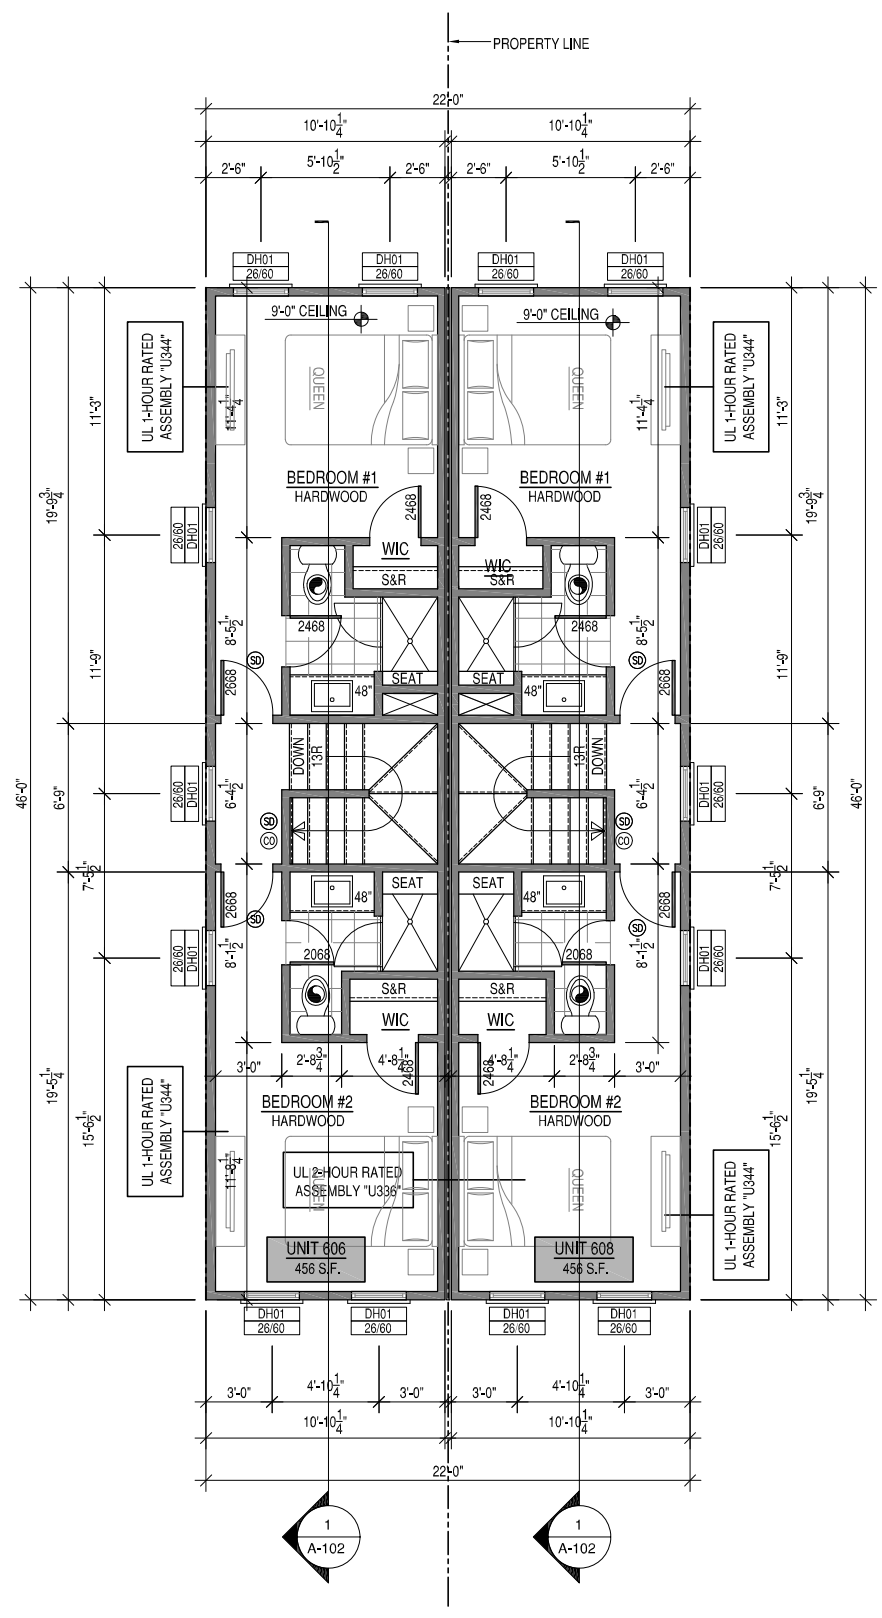 PROPERTY LINE
22'-0"
10'-10 1/4" 10'-10 1/4"
2'-6" 5'-10 1/2" 2'-6" 2'-6" 5'-10 1/2" 2'-6"
DH01 DH01 DH01 DH01
26/60 26/60 26/60 26/60
9'-0" CEILING 9'-0" CEILING
UL 1-HOUR RATED
ASSEMBLY "U344"
UL 1-HOUR RATED
ASSEMBLY "U344"
QUEEN QUEEN
11'-3" 11'-4 1/4" 11'-4 1/4" 11'-3"
BEDROOM #1 BEDROOM #1
HARDWOOD HARDWOOD
19'-9 3/4" 19'-9 3/4"
2468 2468
26/60
DH01
DH01
26/60
WIC WIC
S&R S&R
2468 2468
8'-5 1/2" 8'-5 1/2"
11'-9" SD SD 11'-9"
2668 SEAT SEAT 2668
48" 48"
DOWN 13R 13R DOWN
46'-0" 6'-9" 6'-4 1/2" 6'-4 1/2" 6'-9" 46'-0"
26/60
DH01
DH01
26/60
SD SD
CO CO
7'-5 1/2" 7'-5 1/2"
SEAT SEAT
2668 48" 48" 2668
SD SD
8'-1 1/2" 8'-1 1/2"
26/60
DH01
DH01
26/60
2068 2068
S&R S&R
WIC WIC
3'-0" 2'-8 3/4" 4'-8 1/4" 4'-8 1/4" 2'-8 3/4" 3'-0"
2468 2468
19'-5 1/4" 19'-5 1/4"
BEDROOM #2 BEDROOM #2
HARDWOOD HARDWOOD
15'-6 1/2" 15'-6 1/2"
UL 1-HOUR RATED
ASSEMBLY "U344"
11'-8 1/4"
UL 2-HOUR RATED
ASSEMBLY "U336"
QUEEN QUEEN
UL 1-HOUR RATED
ASSEMBLY "U344"
UNIT 606 UNIT 608
456 S.F. 456 S.F.
DH01 DH01 DH01 DH01
26/60 26/60 26/60 26/60
3'-0" 4'-10 1/4" 3'-0" 3'-0" 4'-10 1/4" 3'-0"
10'-10 1/4" 10'-10 1/4"
22'-0"
1 1
A-102 A-102